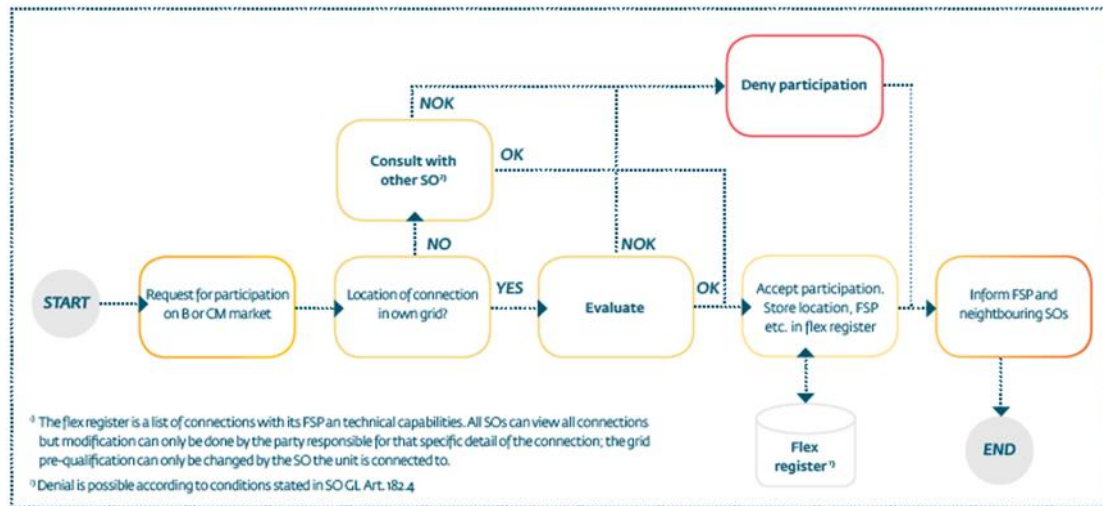 Deny participation
NOK
Consult with
other SO²⁾
OK
NO
NOK
START
Request for participation
on B or CM market
Location of connection
in own grid?
YES
Evaluate
OK
Accept participation.
Store location, FSP
etc. in flex register
Inform FSP and
neightbouring SOs
¹⁾ The flex register is a list of connections with its FSP an technical capabilities. All SOs can view all connections
but modification can only be done by the party responsible for that specific detail of the connection; the grid
pre-qualification can only be changed by the SO the unit is connected to.
²⁾ Denial is possible according to conditions stated in SO GL Art. 182.4
Flex
register¹⁾
END